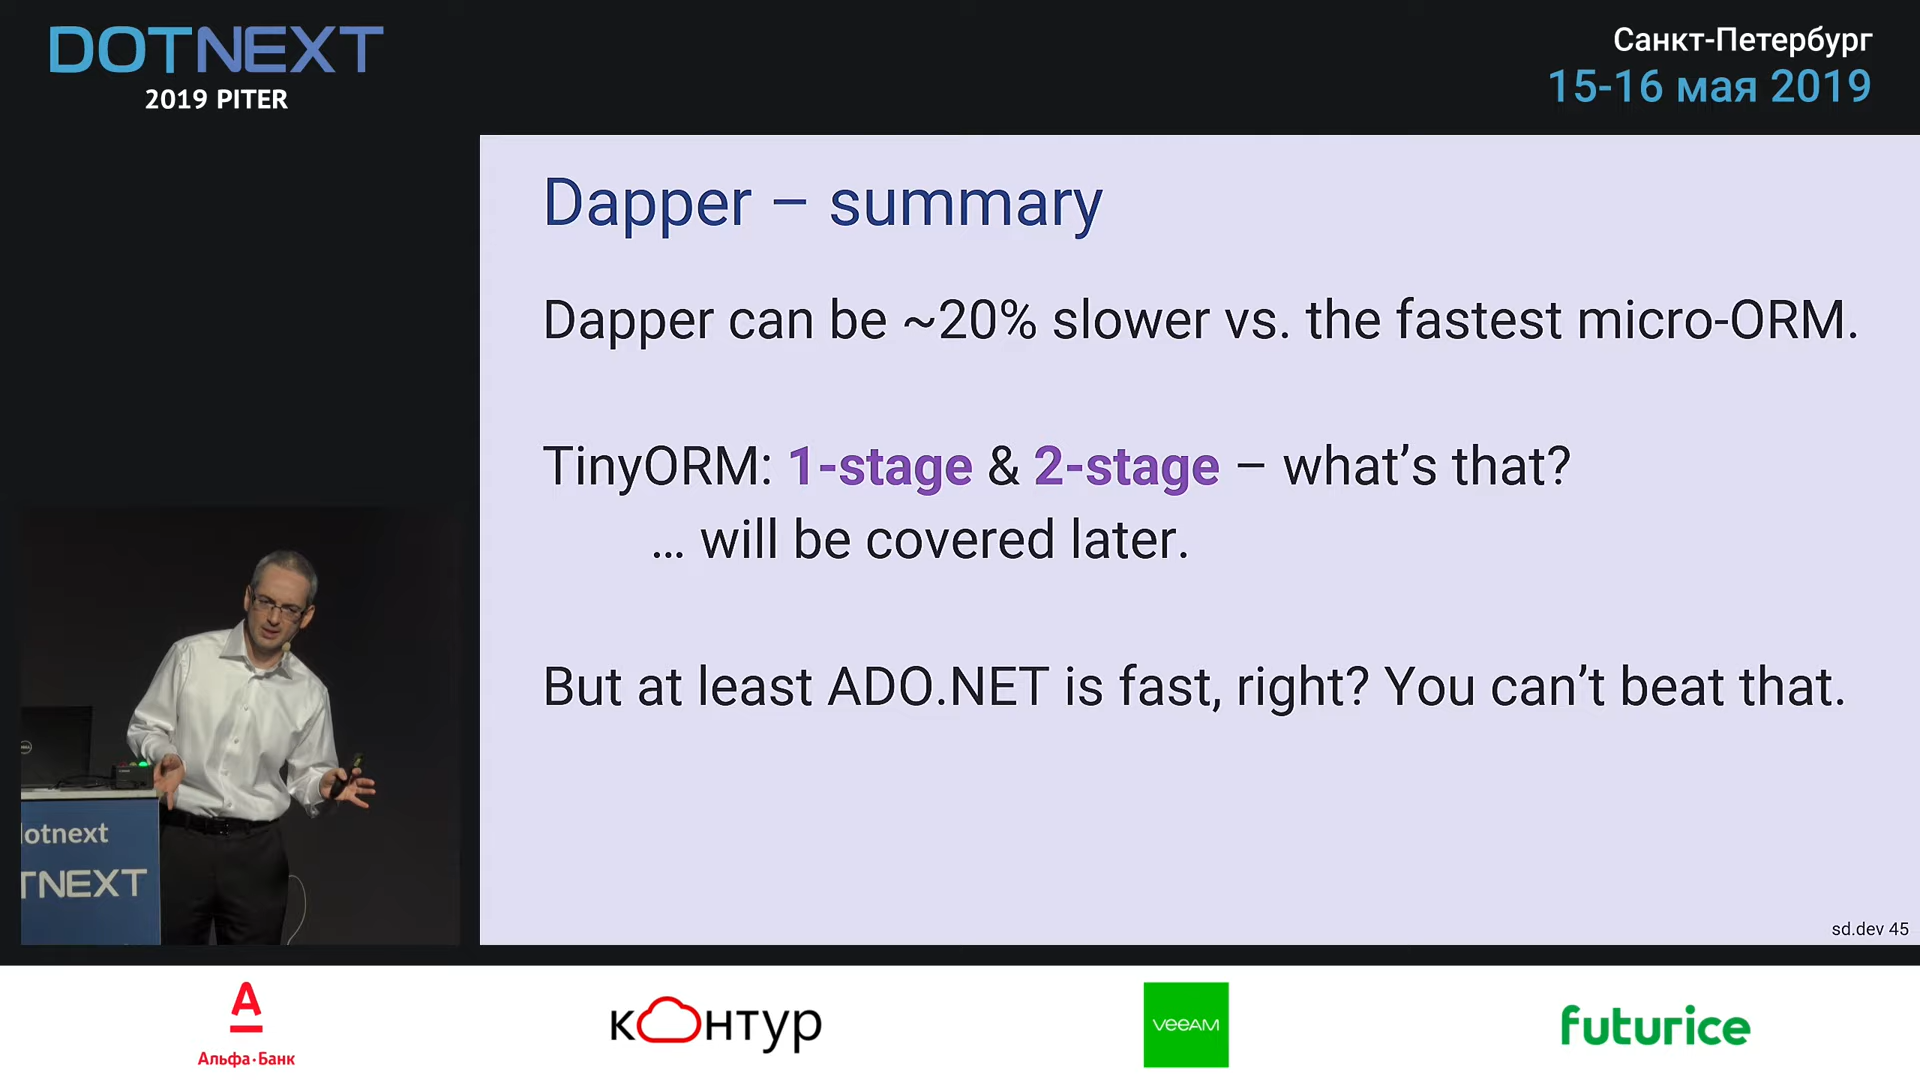 DOTNEXT
2019 PITER
Санкт-Петербург
15-16 мая 2019
Dapper – summary
Dapper can be ~20% slower vs. the fastest micro-ORM.
TinyORM: 1-stage & 2-stage – what's that?
... will be covered later.
But at least ADO.NET is fast, right? You can't beat that.
sd.dev 45
otnext
TNEXT
А
Альфа·Банк
контур
veeAM
futurice